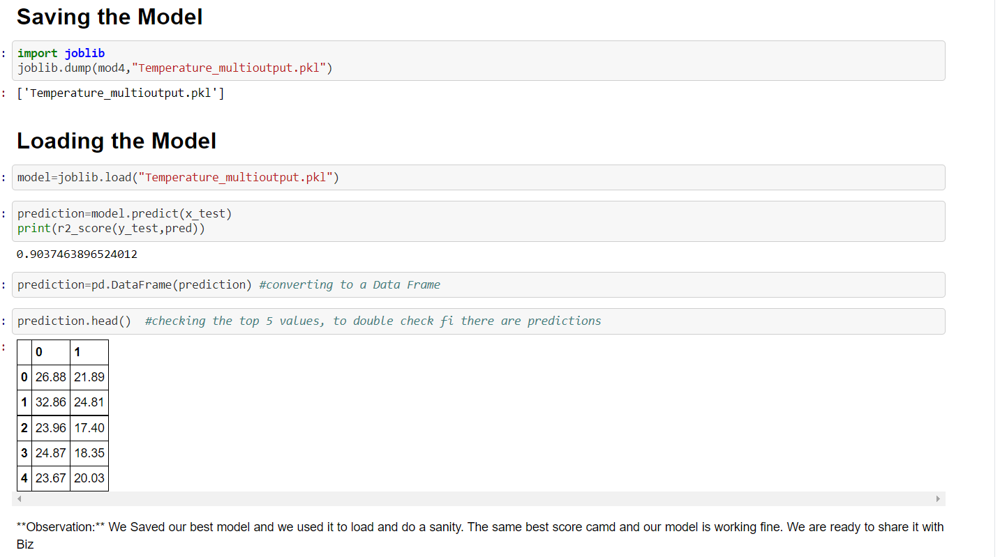 Saving the Model
: import joblib
joblib.dump(mod4,"Temperature_multioutput.pkl")
: ['Temperature_multioutput.pkl']
Loading the Model
: model=joblib.load("Temperature_multioutput.pkl")
: prediction=model.predict(x_test)
print(r2_score(y_test,pred))
0.9037463896524012
: prediction=pd.DataFrame(prediction) #converting to a Data Frame
: prediction.head()  #checking the top 5 values, to double check fi there are predictions
:
0 1
0 26.88 21.89
1 32.86 24.81
2 23.96 17.40
3 24.87 18.35
4 23.67 20.03
**Observation:** We Saved our best model and we used it to load and do a sanity. The same best score camd and our model is working fine. We are ready to share it with
Biz